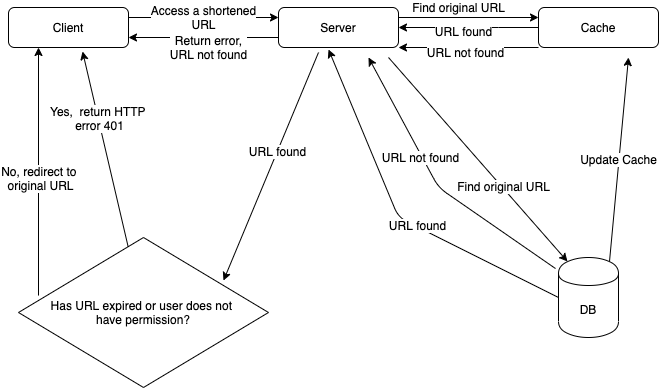 Client
Access a shortened
URL
Return error,
URL not found
Server
Find original URL
URL found
URL not found
Cache
Yes, return HTTP
error 401
No, redirect to
original URL
URL found
URL not found
Find original URL
URL found
Update Cache
Has URL expired or user does not
have permission?
DB